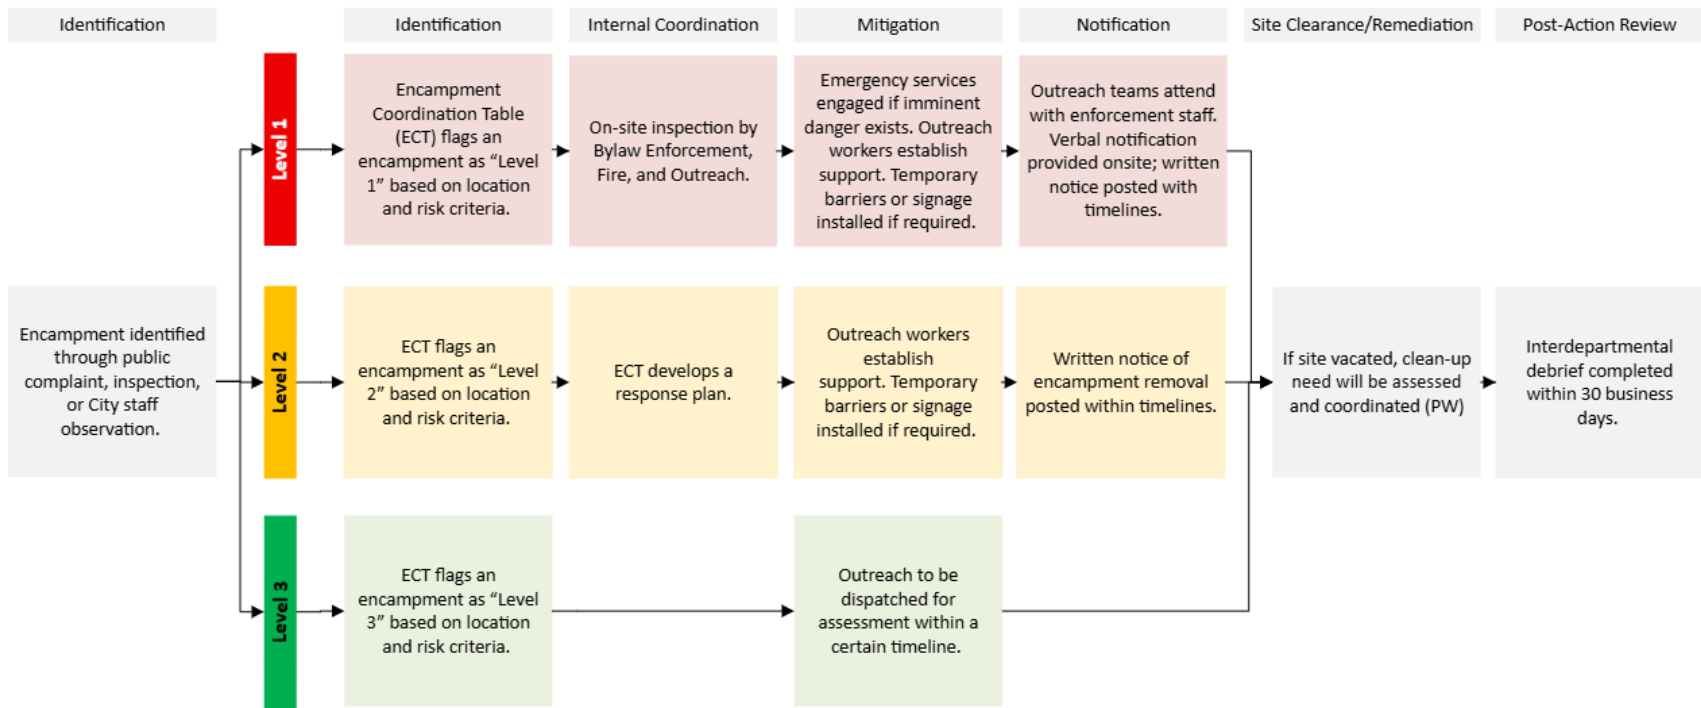 Identification
Identification
Internal Coordination
Mitigation
Notification
Site Clearance/Remediation
Post-Action Review
Level 1
Encampment
Coordination Table
(ECT) flags an
encampment as “Level
1” based on location
and risk criteria.
On-site inspection by
Bylaw Enforcement,
Fire, and Outreach.
Emergency services
engaged if imminent
danger exists. Outreach
workers establish
support. Temporary
barriers or signage
installed if required.
Outreach teams attend
with enforcement staff.
Verbal notification
provided onsite; written
notice posted with
timelines.
Encampment identified
through public
complaint, inspection,
or City staff
observation.
Level 2
ECT flags an
encampment as “Level
2” based on location
and risk criteria.
ECT develops a
response plan.
Outreach workers
establish
support. Temporary
barriers or signage
installed if required.
Written notice of
encampment removal
posted within timelines.
If site vacated, clean-up
need will be assessed
and coordinated (PW)
Interdepartmental
debrief completed
within 30 business
days.
Level 3
ECT flags an
encampment as “Level
3” based on location
and risk criteria.
Outreach to be
dispatched for
assessment within a
certain timeline.